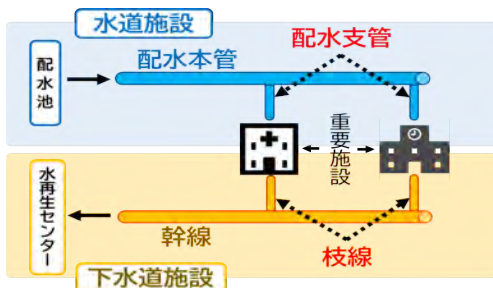 水道施設
配水支管
配水本管
配水池
重要施設
水再生センター
幹線
枝線
下水道施設